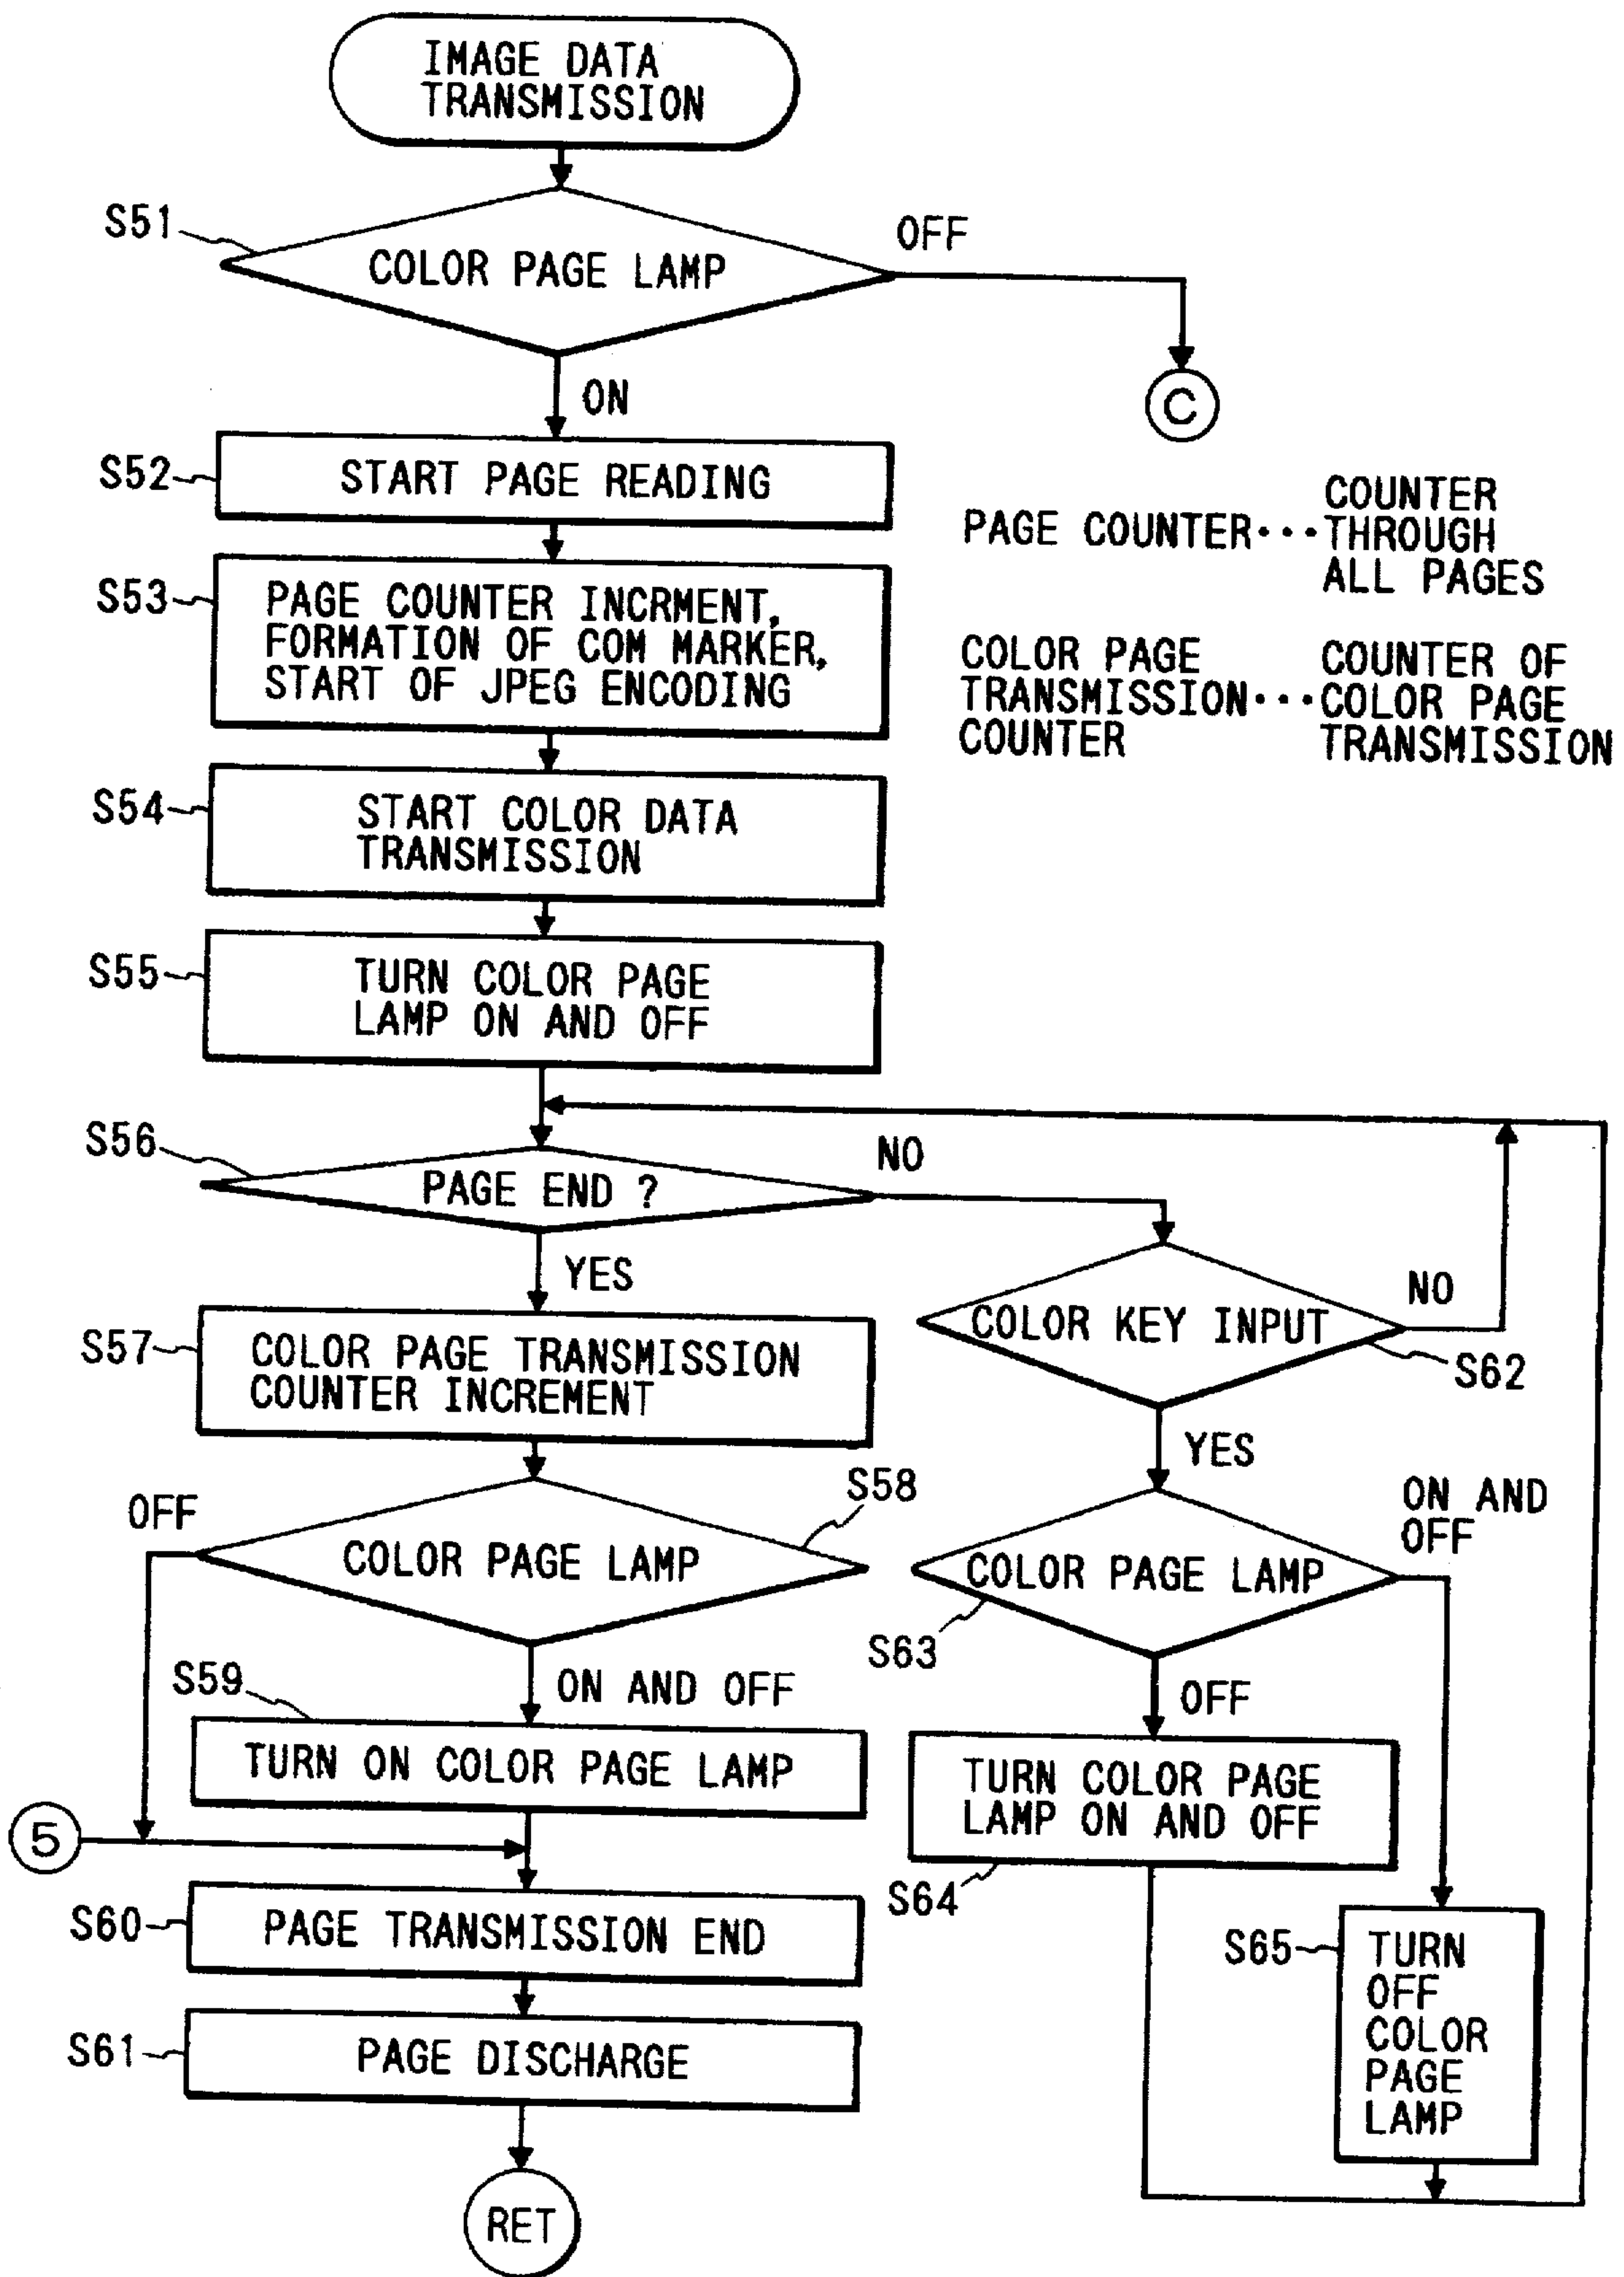 IMAGE DATA
TRANSMISSION
S51
COLOR PAGE LAMP
OFF
C
ON
S52
START PAGE READING
PAGE COUNTER···COUNTER
THROUGH
ALL PAGES
S53
PAGE COUNTER INCRMENT,
FORMATION OF COM MARKER,
START OF JPEG ENCODING
COLOR PAGE
TRANSMISSION···
COUNTER
COUNTER OF
COLOR PAGE
TRANSMISSION
S54
START COLOR DATA
TRANSMISSION
S55
TURN COLOR PAGE
LAMP ON AND OFF
S56
PAGE END ?
NO
YES
COLOR KEY INPUT
NO
S62
S57
COLOR PAGE TRANSMISSION
COUNTER INCREMENT
YES
S58
OFF
COLOR PAGE LAMP
COLOR PAGE LAMP
ON AND
OFF
S63
S59
ON AND OFF
OFF
TURN ON COLOR PAGE LAMP
TURN COLOR PAGE
LAMP ON AND OFF
S64
5
S60
PAGE TRANSMISSION END
S65
TURN
OFF
COLOR
PAGE
LAMP
S61
PAGE DISCHARGE
RET